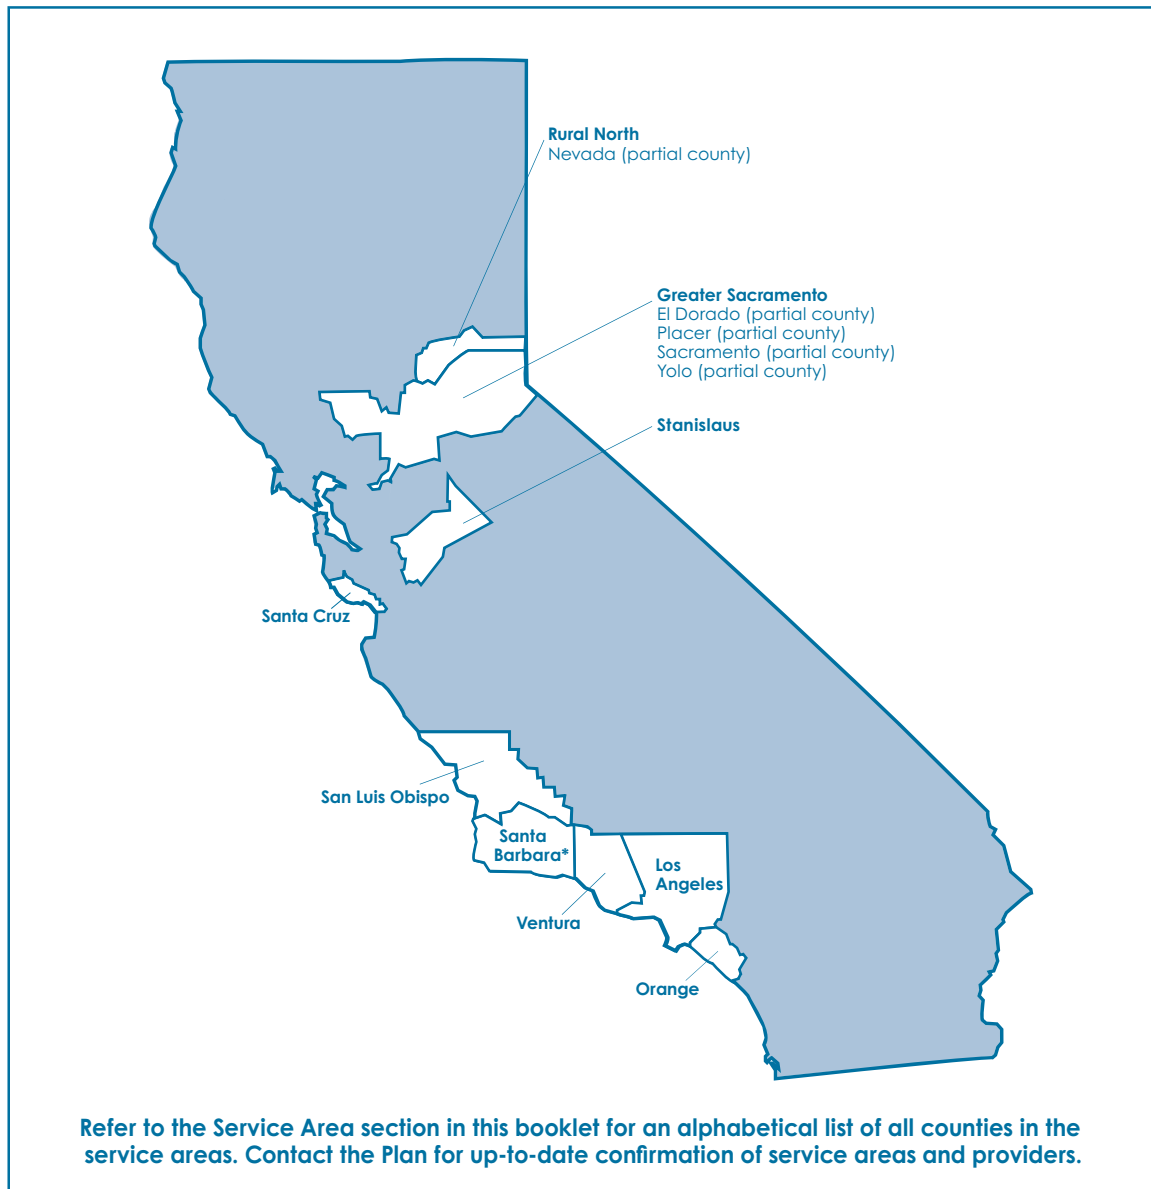 Rural North
Nevada (partial county)
Greater Sacramento
El Dorado (partial county)
Placer (partial county)
Sacramento (partial county)
Yolo (partial county)
Stanislaus
Santa Cruz
San Luis Obispo
Santa
Barbara*
Los
Angeles
Ventura
Orange
Refer to the Service Area section in this booklet for an alphabetical list of all counties in the
service areas. Contact the Plan for up-to-date confirmation of service areas and providers.